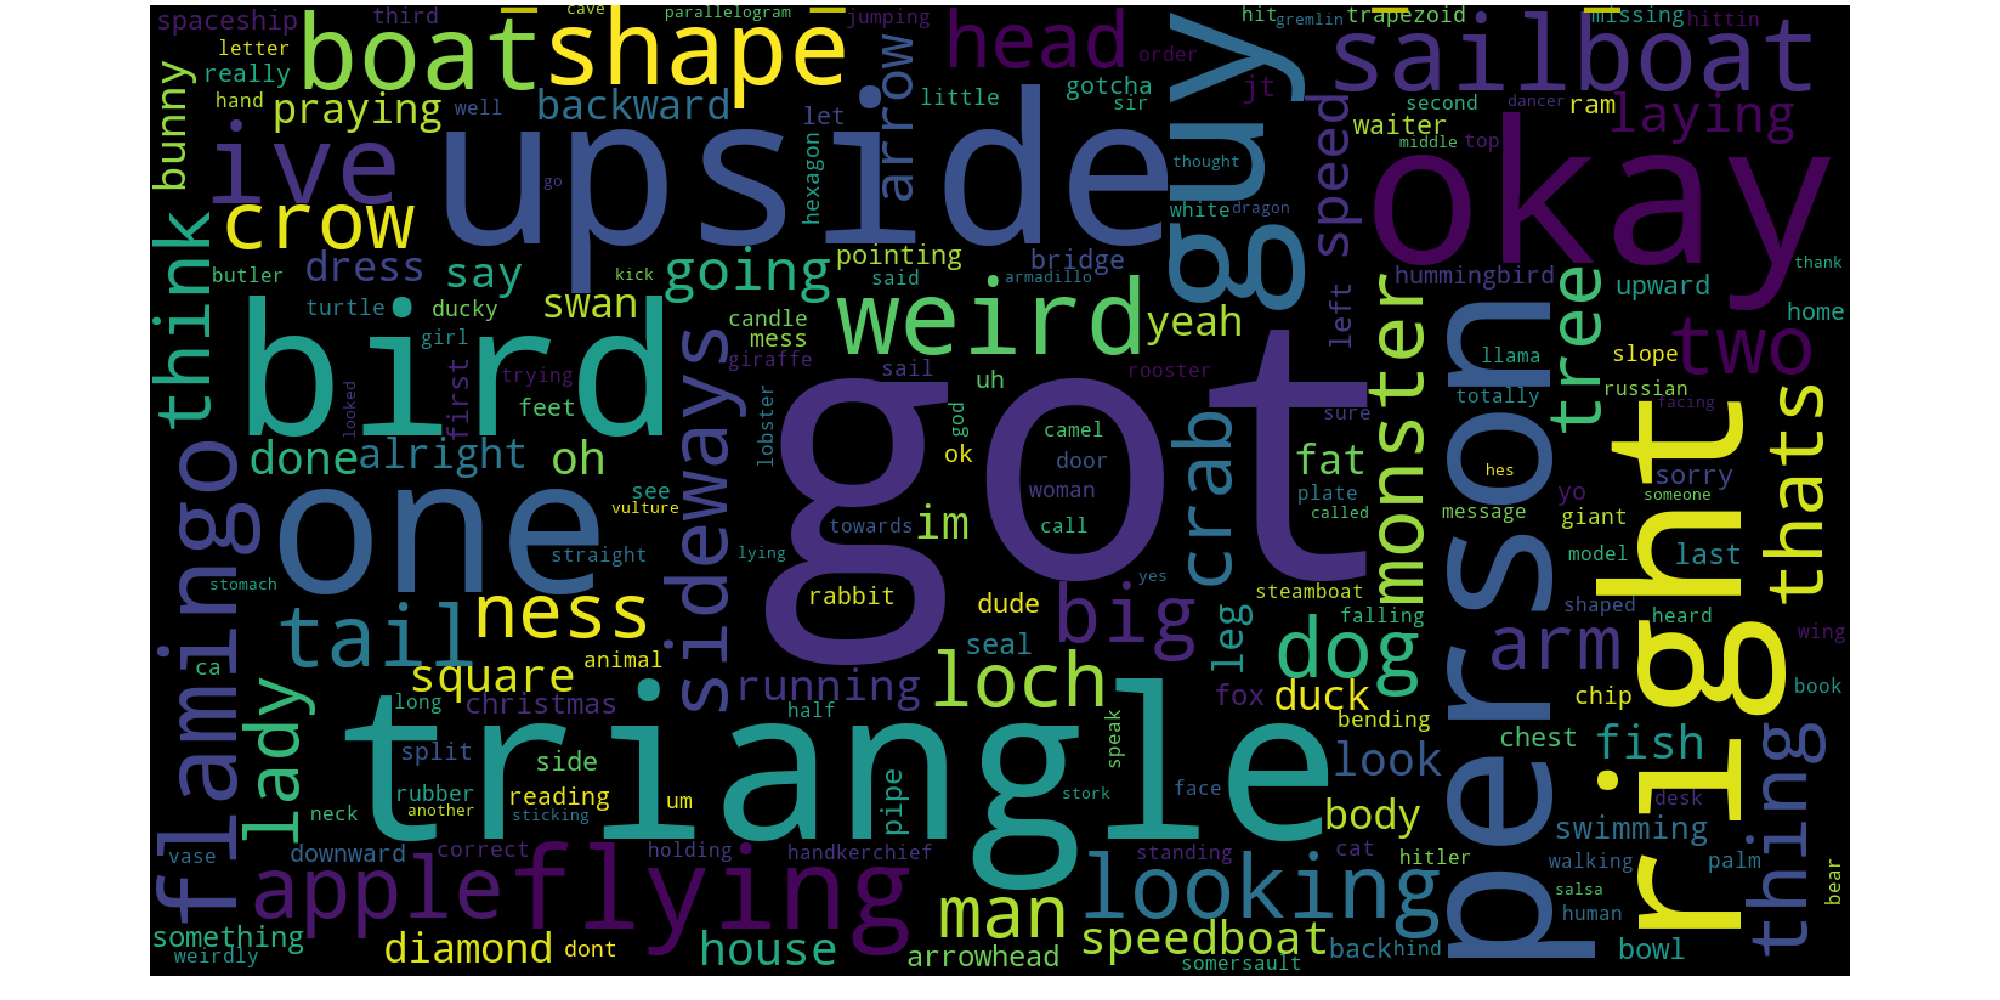 spaceship
third
cave
parallelogram
jumping
hit
gremlin
trapezoid
missing
hittin
letter
boat
shape
head
order
guy
sailboat
really
bunny
hand
praying
well
backward
let
arrow
little
gotcha
sir
jt
speed
second
dancer
ram
laying
waiter
middle
top
ive
upside
go
hexagon
thought
okay
crow
think
white
dragon
butler
dress
say
kick
going
pointing
said
armadillo
bridge
hummingbird
tree
upward
thank
home
turtle
ducky
swan
candle
mess
weird
yeah
left
monster
person
two
bird
girl
looked
first
trying
feet
sideways
giraffe
sail
uh
rooster
llama
slope
russian
totally
facing
sure
thats
right
flamingo
done
alright
oh
lobster
god
ok
got
camel
door
woman
call
crab
fat
hes
sorry
someone
yo
one
see
vulture
towards
im
plate
called
message
giant
straight
lying
yes
model
last
stomach
tail
ness
rabbit
dude
big
steamboat
falling
shaped
heard
wing
ca
square
animal
seal
leg
dog
arm
lady
long
christmas
running
loch
fox
duck
bending
chip
book
half
split
side
triangle
speak
look
chest
fish
thing
rubber
reading
um
another
sticking
neck
pipe
stork
face
body
desk
swimming
vase
downward
correct
holding
handkerchief
standing
cat
hitler
walking
palm
bear
apple
flying
looking
salsa
human
man
something
weirdly
diamond
dont
house
arrowhead
speedboat
somersault
back
hind
bowl